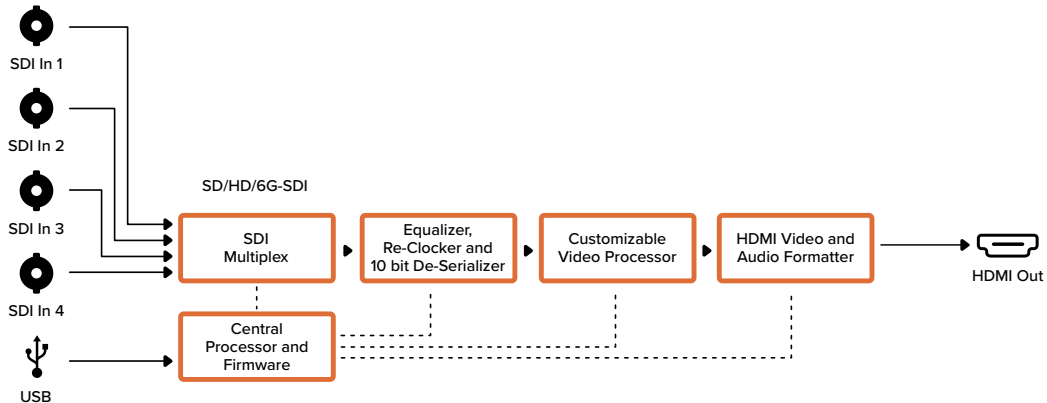 SDI In 1
SDI In 2
SDI In 3
SDI In 4
USB
SD/HD/6G-SDI
SDI
Multiplex
Equalizer,
Re-Clocker and
10 bit De-Serializer
Customizable
Video Processor
HDMI Video and
Audio Formatter
HDMI Out
Central
Processor and
Firmware